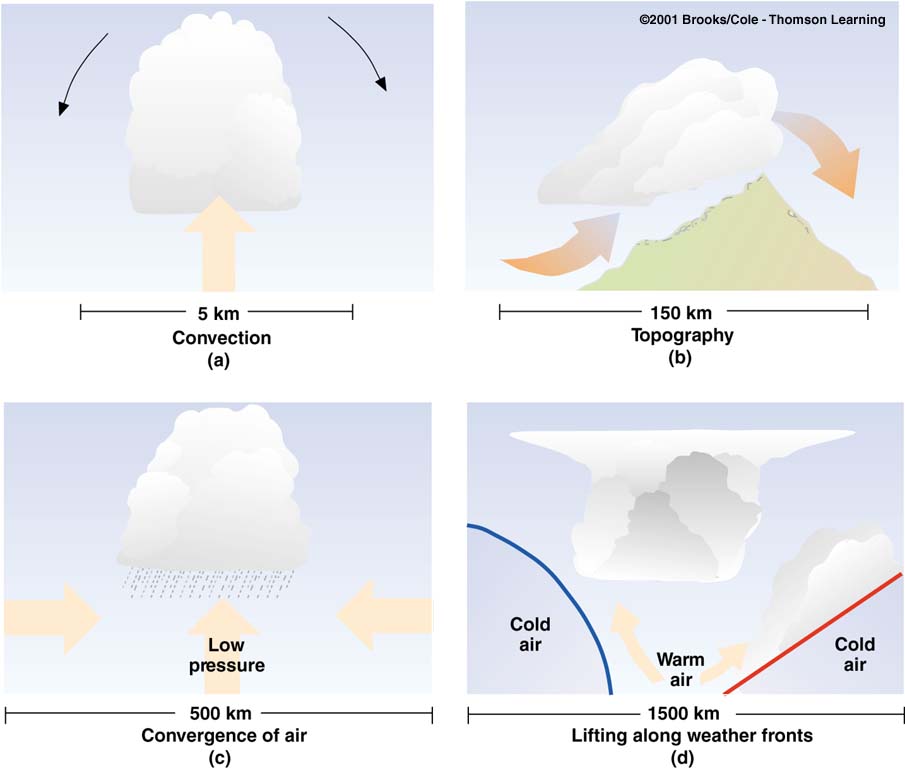 ©2001 Brooks/Cole - Thomson Learning
5 km
Convection
(a)
150 km
Topography
(b)
Low
pressure
500 km
Convergence of air
(c)
Cold
air
Warm
air
Cold
air
1500 km
Lifting along weather fronts
(d)